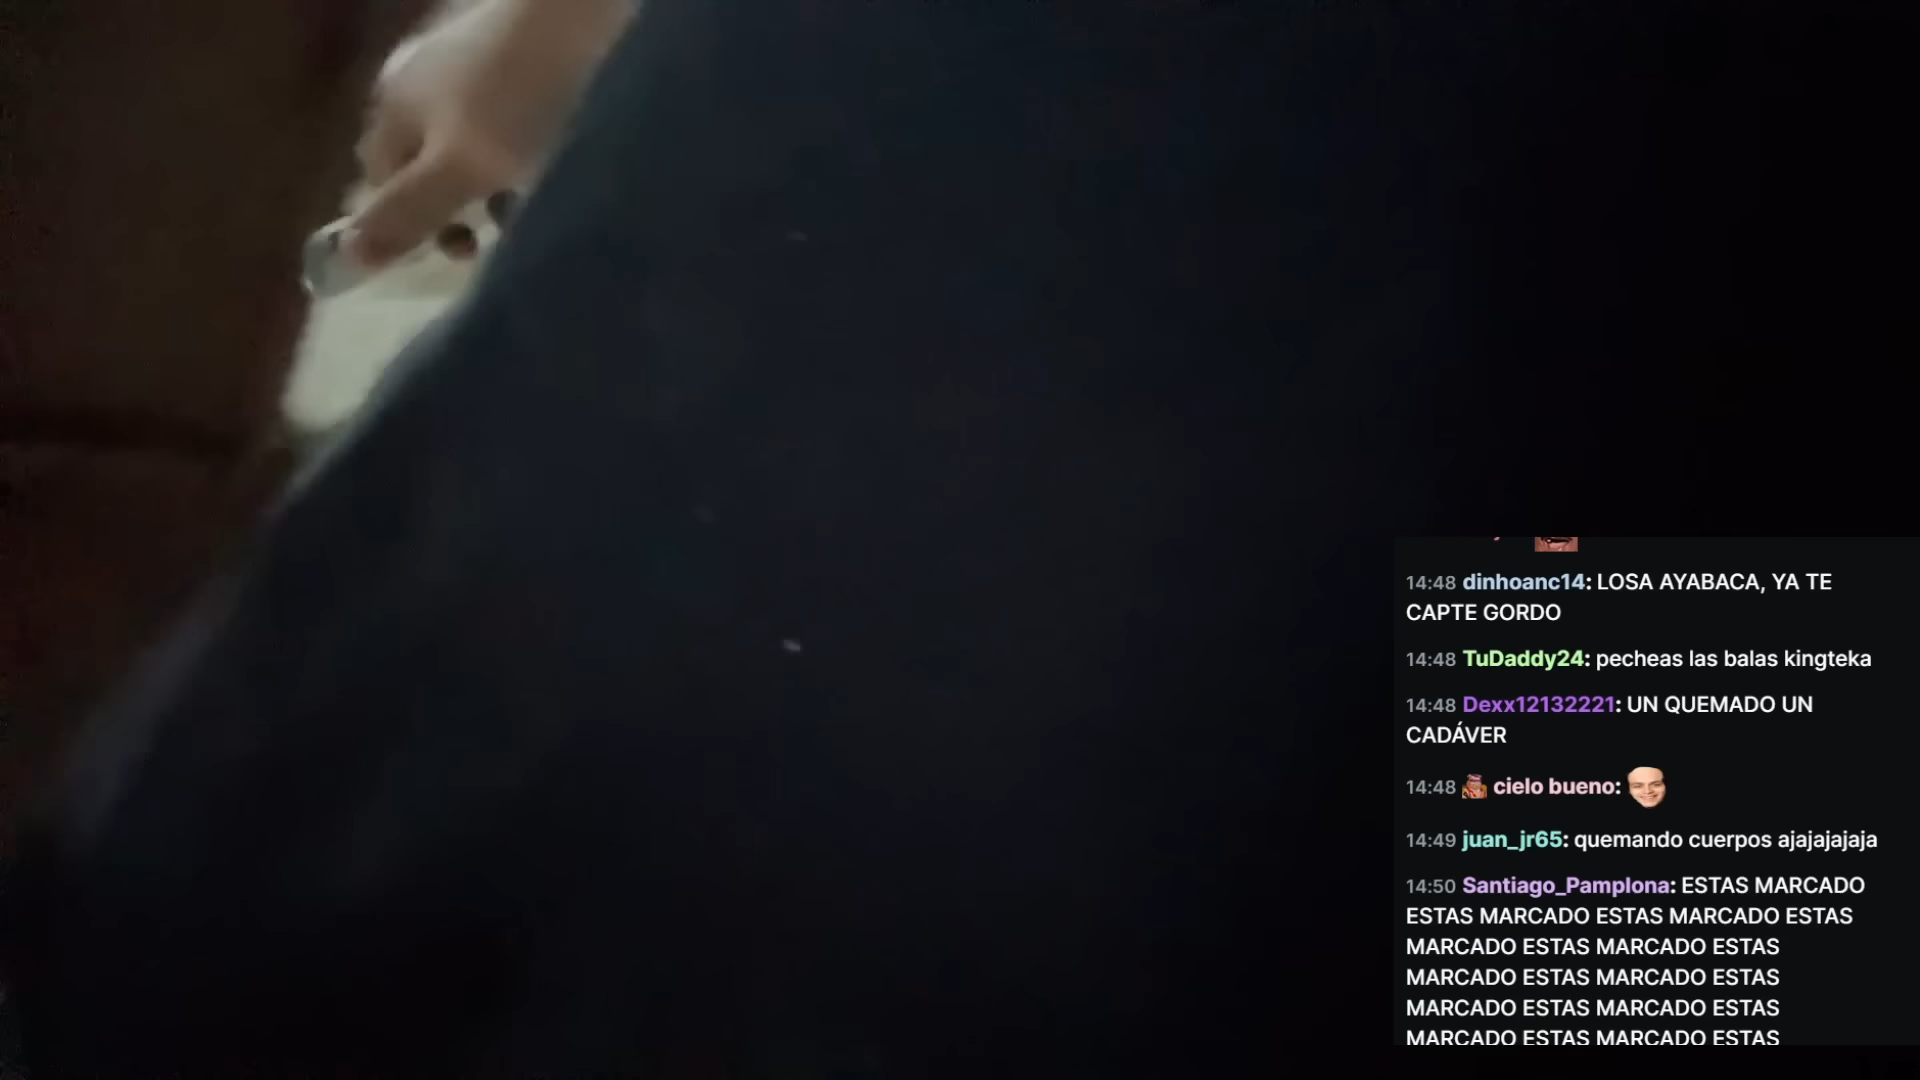 14:48 dinhoanc14: LOSA AYABACA, YA TE
CAPTE GORDO
14:48 TuDaddy24: pecheas las balas kingteka
14:48 Dexx12132221: UN QUEMADO UN
CADÁVER
14:48 cielo bueno:
14:49 juan_jr65: quemando cuerpos ajajajajaja
14:50 Santiago_Pamplona: ESTAS MARCADO
ESTAS MARCADO ESTAS MARCADO ESTAS
MARCADO ESTAS MARCADO ESTAS
MARCADO ESTAS MARCADO ESTAS
MARCADO ESTAS MARCADO ESTAS
MARCADO ESTAS MARCADO ESTAS